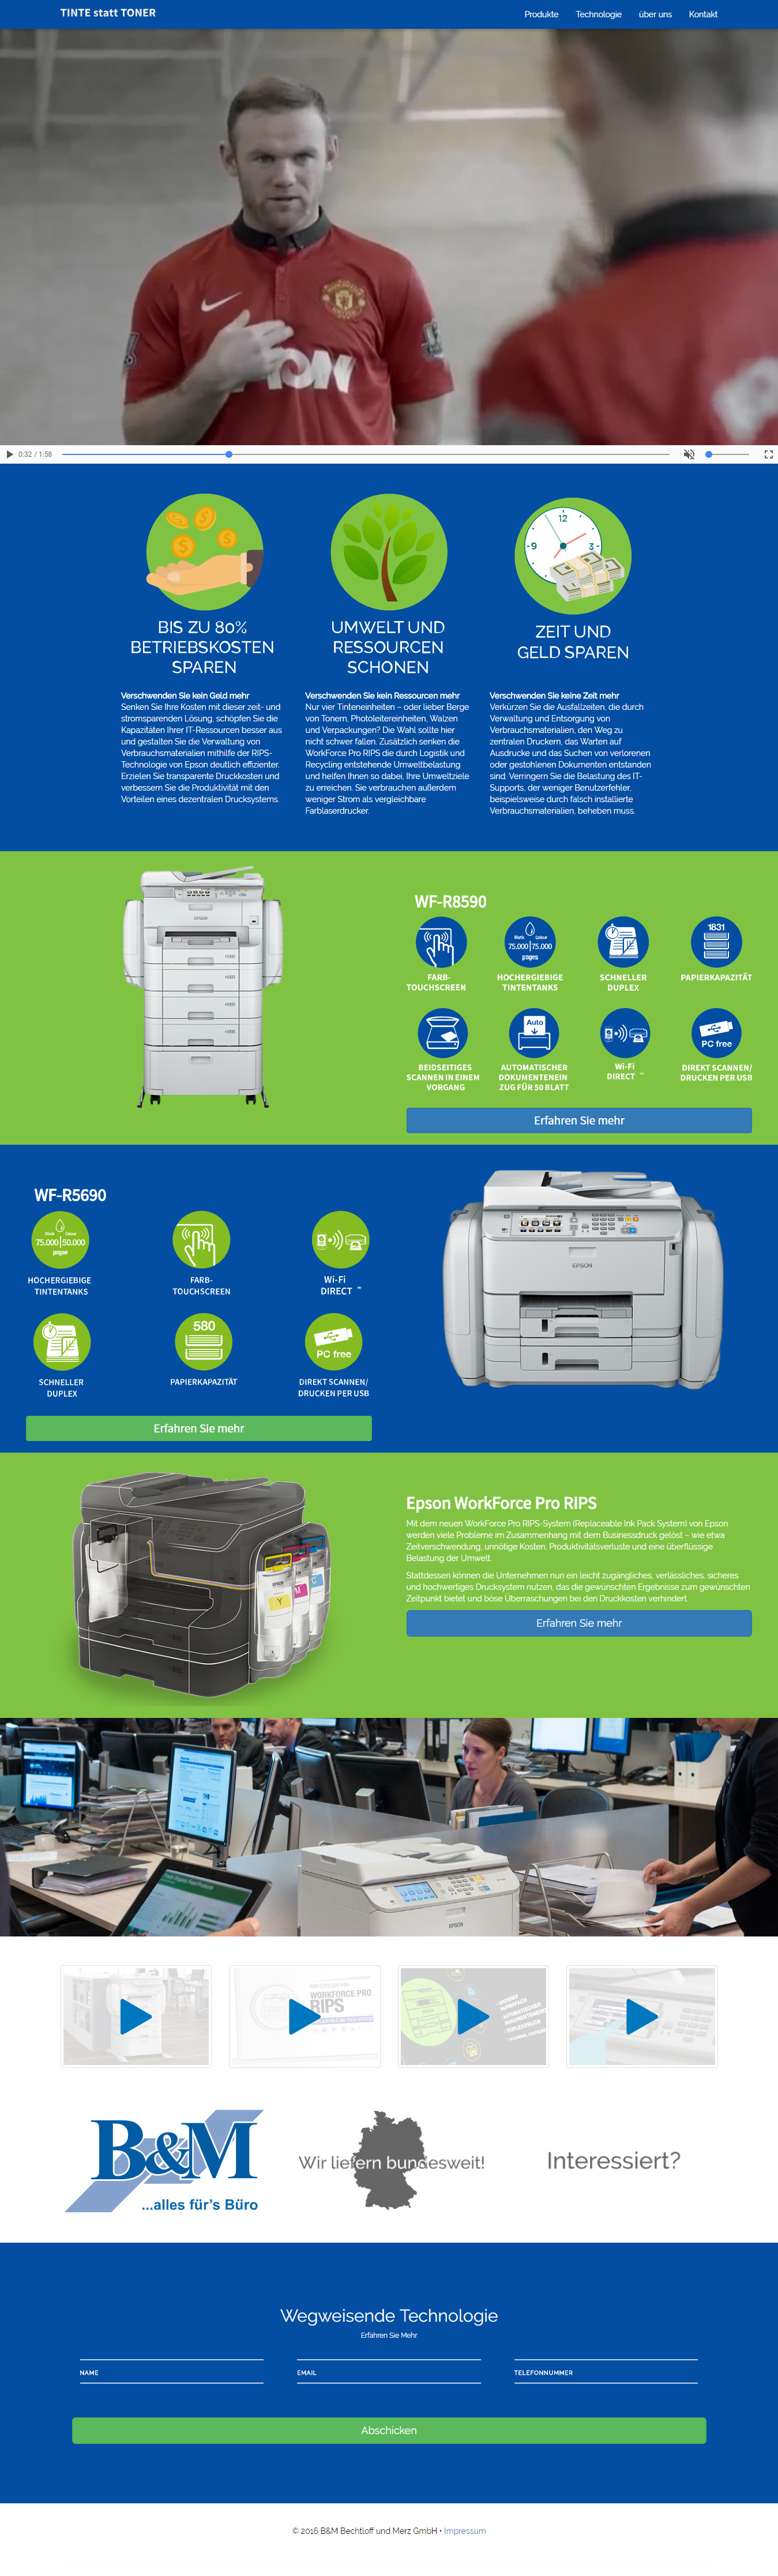 TINTE statt TONER
Produkte Technologie über uns Kontakt
0:32 / 1:58
12
9
3
BIS ZU 80%
BETRIEBSKOSTEN
SPAREN
Verschwenden Sie kein Geld mehr
Senken Sie Ihre Kosten mit dieser zeit- und
stromsparenden Lösung, schöpfen Sie die
Kapazitäten Ihrer IT-Ressourcen besser aus
und gestalten Sie die Verwaltung von
Verbrauchsmaterialien mithilfe der RIPS-
Technologie von Epson deutlich effizienter.
Erzielen Sie transparente Druckkosten und
verbessern Sie die Produktivität mit den
Vorteilen eines dezentralen Drucksystems.
UMWELT UND
RESSOURCEN
SCHONEN
Verschwenden Sie kein Ressourcen mehr
Nur vier Tinteneinheiten – oder lieber Berge
von Tonern, Photoleitereinheiten, Walzen
und Verpackungen? Die Wahl sollte hier
nicht schwer fallen. Zusätzlich senken die
WorkForce Pro RIPS die durch Logistik und
Recycling entstehende Umweltbelastung
und helfen Ihnen so dabei, Ihre Umweltziele
zu erreichen. Sie verbrauchen außerdem
weniger Strom als vergleichbare
Farblaserdrucker.
ZEIT UND
GELD SPAREN
Verschwenden Sie keine Zeit mehr
Verkürzen Sie die Ausfallzeiten, die durch
Verwaltung und Entsorgung von
Verbrauchsmaterialien, den Weg zu
zentralen Druckern, das Warten auf
Ausdrucke und das Suchen von verlorenen
oder gestohlenen Dokumenten entstanden
sind. Verringern Sie die Belastung des IT-
Supports, der weniger Benutzerfehler,
beispielsweise durch falsch installierte
Verbrauchsmaterialien, beheben muss.
EPSON
WF-R8590
75.000 75.000
pages
1831
FARB-
TOUCHSCREEN
HOCHERGIEBIGE
TINTENTANKS
SCHNELLER
DUPLEX
PAPIERKAPAZITÄT
Auto
PC free
BEIDSEITIGES
SCANNEN IN EINEM
VORGANG
AUTOMATISCHER
DOKUMENTENEIN
ZUG FÜR 50 BLATT
Wi-Fi
DIRECT ™
DIREKT SCANNEN/
DRUCKEN PER USB
Erfahren Sie mehr
WF-R5690
75.000 50.000
pages
HOCHERGIEBIGE
TINTENTANKS
FARB-
TOUCHSCREEN
Wi-Fi
DIRECT ™
580
PC free
SCHNELLER
DUPLEX
PAPIERKAPAZITÄT
DIREKT SCANNEN/
DRUCKEN PER USB
Erfahren Sie mehr
EPSON
Y
M
C
Epson WorkForce Pro RIPS
Mit dem neuen WorkForce Pro RIPS-System (Replaceable Ink Pack System) von Epson
werden viele Probleme im Zusammenhang mit dem Businessdruck gelöst – wie etwa
Zeitverschwendung, unnötige Kosten, Produktivitätsverluste und eine überflüssige
Belastung der Umwelt.
Stattdessen können die Unternehmen nun ein leicht zugängliches, verlässliches, sicheres
und hochwertiges Drucksystem nutzen, das die gewünschten Ergebnisse zum gewünschten
Zeitpunkt bietet und böse Überraschungen bei den Druckkosten verhindert.
Erfahren Sie mehr
EPSON
WORKFORCE PRO
RIPS
B&M
...alles für's Büro
Wir liefern bundesweit!
Interessiert?
Wegweisende Technologie
Erfahren Sie Mehr
NAME
EMAIL
TELEFONNUMMER
Abschicken
© 2016 B&M Bechtloff und Merz GmbH • Impressum